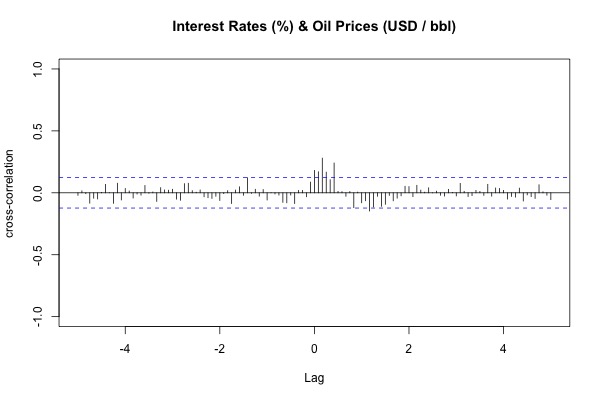 Interest Rates (%) & Oil Prices (USD / bbl)
cross-correlation
1.0
0.5
0.0
-0.5
-1.0
-4 -2 0 2 4
Lag